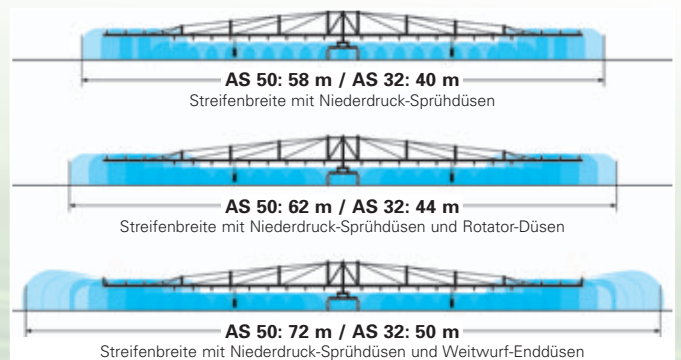 AS 50: 58 m / AS 32: 40 m
Streifenbreite mit Niederdruck-Sprühdüsen
AS 50: 62 m / AS 32: 44 m
Streifenbreite mit Niederdruck-Sprühdüsen und Rotator-Düsen
AS 50: 72 m / AS 32: 50 m
Streifenbreite mit Niederdruck-Sprühdüsen und Weitwurf-Enddüsen